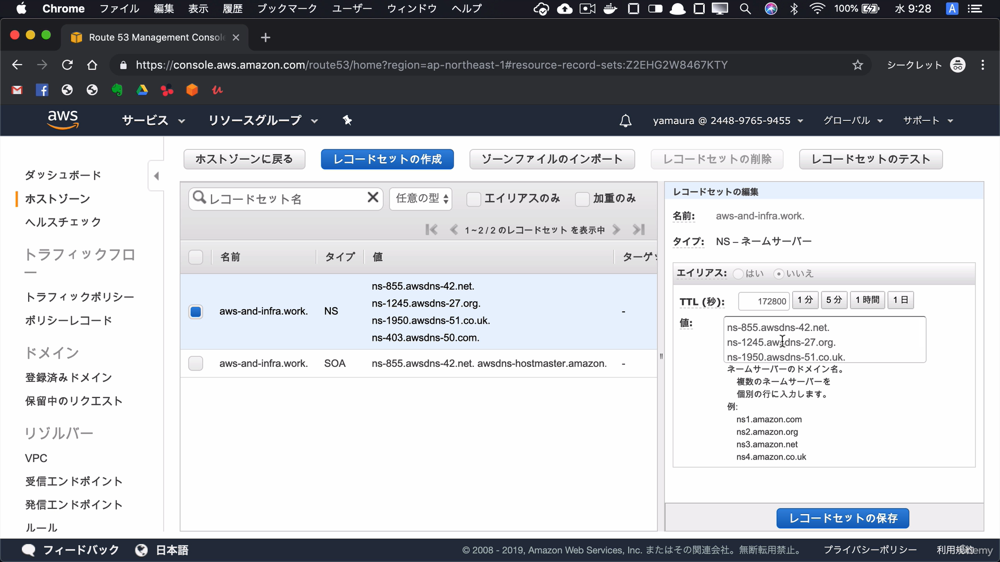 Chrome ファイル 編集 表示 履歴 ブックマーク ユーザー ウィンドウ ヘルプ 100% 水 9:28 A
Route 53 Management Consol
https://console.aws.amazon.com/route53/home?region=ap-northeast-1#resource-record-sets:Z2EHG2W8467KTY シークレット
aws サービス リソースグループ yamaura @ 2448-9765-9455 グローバル サポート
ダッシュボード
ホストゾーン
ヘルスチェック
トラフィックフロ
ー
トラフィックポリシー
ポリシーレコード
ドメイン
登録済みドメイン
保留中のリクエスト
リゾルバー
VPC
受信エンドポイント
発信エンドポイント
ルール
ホストゾーンに戻る レコードセットの作成 ゾーンファイルのインポート レコードセットの削除 レコードセットのテスト
レコードセット名 任意の型 エイリアスのみ 加重のみ
1~2 / 2 のレコードセット を表示中
名前 タイプ 値 ターゲッ
aws-and-infra.work. NS
ns-855.awsdns-42.net.
ns-1245.awsdns-27.org.
ns-1950.awsdns-51.co.uk.
ns-403.awsdns-50.com.
-
aws-and-infra.work. SOA ns-855.awsdns-42.net. awsdns-hostmaster.amazon. -
レコードセットの編集
名前: aws-and-infra.work.
タイプ: NS – ネームサーバー
エイリアス: はい いいえ
TTL (秒): 172800 1 分 5 分 1 時間 1 日
値:
ns-855.awsdns-42.net.
ns-1245.awsdns-27.org.
ns-1950.awsdns-51.co.uk.
ネームサーバーのドメイン名。
複数のネームサーバーを
個別の行に入力します。
例:
ns1.amazon.com
ns2.amazon.org
ns3.amazon.net
ns4.amazon.co.uk
レコードセットの保存
フィードバック 日本語 © 2008 - 2019, Amazon Web Services, Inc. またはその関連会社。無断転用禁止。 プライバシーポリシー 利用規約